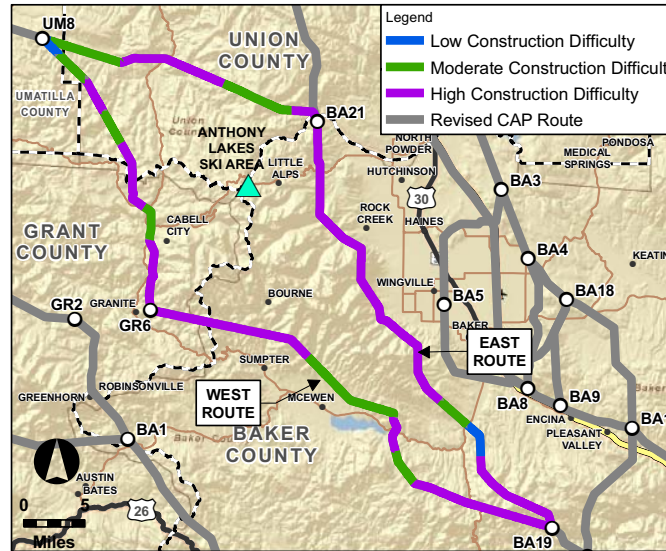 UM8
UNION
COUNTY
Legend
Low Construction Difficulty
Moderate Construction Difficult
High Construction Difficulty
Revised CAP Route
UMATILLA
COUNTY
Union
County
ANTHONY
LAKES
SKI AREA
BA21
LITTLE
ALPS
NORTH
POWDER
MEDICAL
SPRINGS
PONDOSA
HUTCHINSON
30
HAINES
BA3
ROCK
CREEK
GRANT
COUNTY
CABELL
CITY
BA4
KEATIN
WINGVILLE
BA5
BA18
GR2
GRANITE
GR6
BOURNE
BAKER
EAST
ROUTE
SUMPTER
WEST
ROUTE
MCEWEN
GREENHORN
ROBINSONVILLE
BA8
BA9
Baker
ENCINA
PLEASANT
VALLEY
BA1
BA1
BAKER
COUNTY
AUSTIN
BATES
0 5
Miles
26
BA19